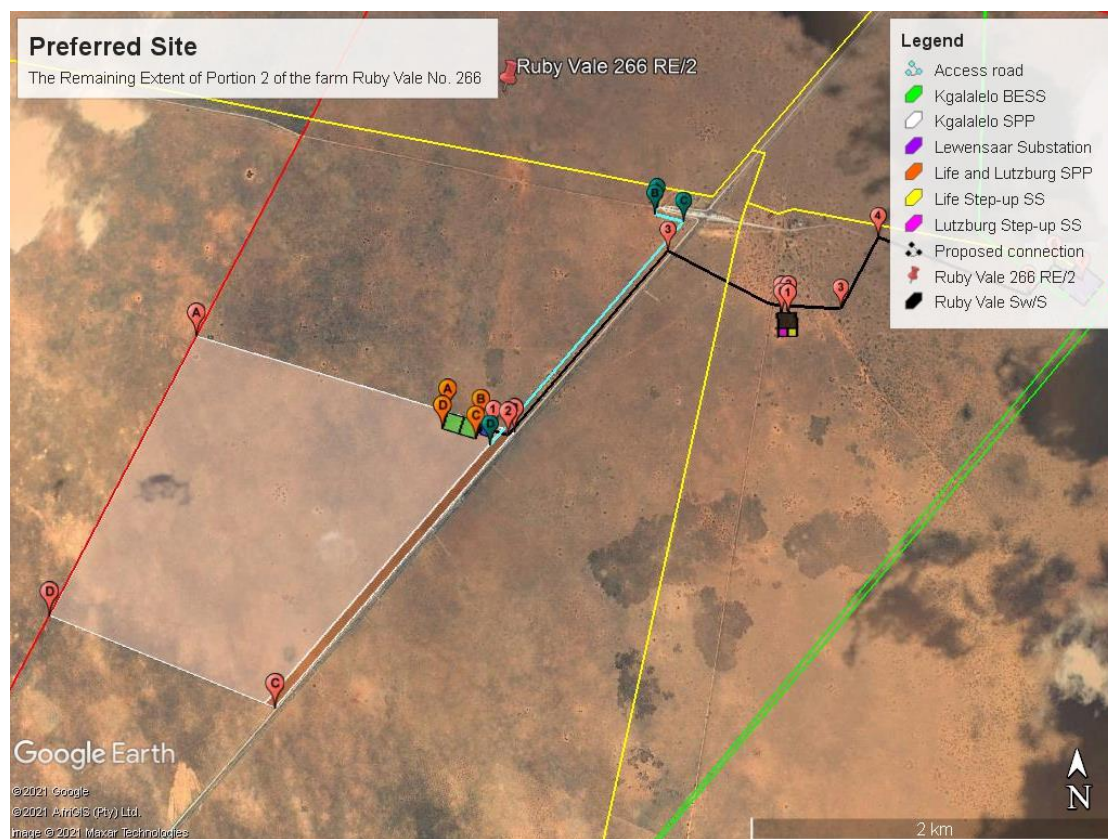 Preferred Site
The Remaining Extent of Portion 2 of the farm Ruby Vale No. 266
Ruby Vale 266 RE/2
Legend
Access road
Kgalalelo BESS
Kgalalelo SPP
Lewensaar Substation
Life and Lutzburg SPP
Life Step-up SS
Lutzburg Step-up SS
Proposed connection
Ruby Vale 266 RE/2
Ruby Vale Sw/S
B
C
3
4
3
1
A
A
D
B
C
1
2
D
D
C
Google Earth
©2021 Google
©2021 AfriGIS (Pty) Ltd.
Image © 2021 Maxar Technologies
N
2 km